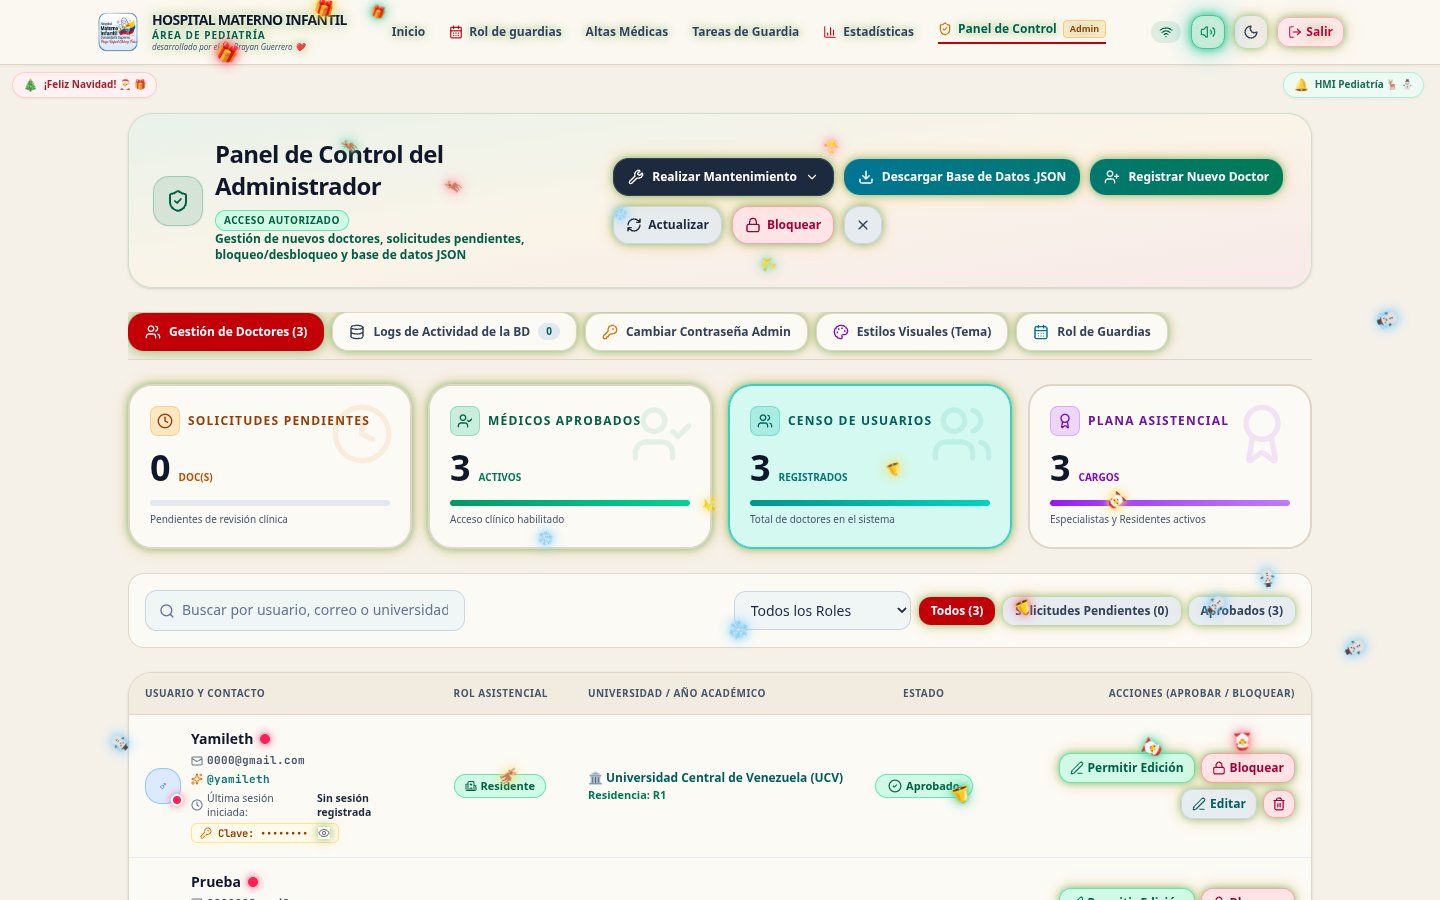 HOSPITAL MATERNO INFANTIL
ÁREA DE PEDIATRÍA
desarrollado por el Brayan Guerrero
Inicio
Rol de guardias
Altas Médicas
Tareas de Guardia
Estadísticas
Panel de Control
Admin
Salir
¡Feliz Navidad!
HMI Pediatría
Panel de Control del
Administrador
ACCESO AUTORIZADO
Gestión de nuevos doctores, solicitudes pendientes,
bloqueo/desbloqueo y base de datos JSON
Realizar Mantenimiento
Descargar Base de Datos .JSON
Registrar Nuevo Doctor
Actualizar
Bloquear
Gestión de Doctores (3)
Logs de Actividad de la BD 0
Cambiar Contraseña Admin
Estilos Visuales (Tema)
Rol de Guardias
SOLICITUDES PENDIENTES
0 DOC(S)
Pendientes de revisión clínica
MÉDICOS APROBADOS
3 ACTIVOS
Acceso clínico habilitado
CENSO DE USUARIOS
3 REGISTRADOS
Total de doctores en el sistema
PLANA ASISTENCIAL
3 CARGOS
Especialistas y Residentes activos
Buscar por usuario, correo o universidad
Todos los Roles
Todos (3)
Solicitudes Pendientes (0)
Aprobados (3)
USUARIO Y CONTACTO
ROL ASISTENCIAL
UNIVERSIDAD / AÑO ACADÉMICO
ESTADO
ACCIONES (APROBAR / BLOQUEAR)
Yamileth
0000@gmail.com
@yamileth
Última sesión iniciada:
Sin sesión registrada
Clave: ••••••••
Residente
Universidad Central de Venezuela (UCV)
Residencia: R1
Aprobado
Permitir Edición
Bloquear
Editar
Prueba